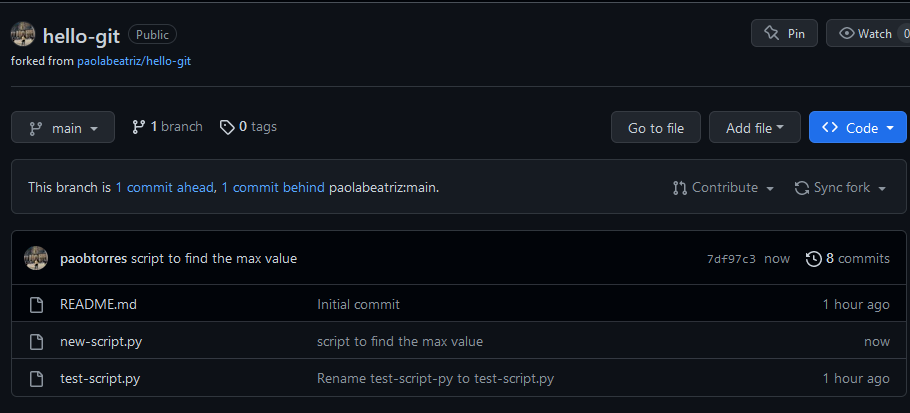 hello-git Public Pin Watch 0
forked from paolabeatriz/hello-git
main 1 branch 0 tags Go to file Add file Code
This branch is 1 commit ahead, 1 commit behind paolabeatriz:main. Contribute Sync fork
paobtorres script to find the max value 7df97c3 now 8 commits
README.md Initial commit 1 hour ago
new-script.py script to find the max value now
test-script.py Rename test-script-py to test-script.py 1 hour ago